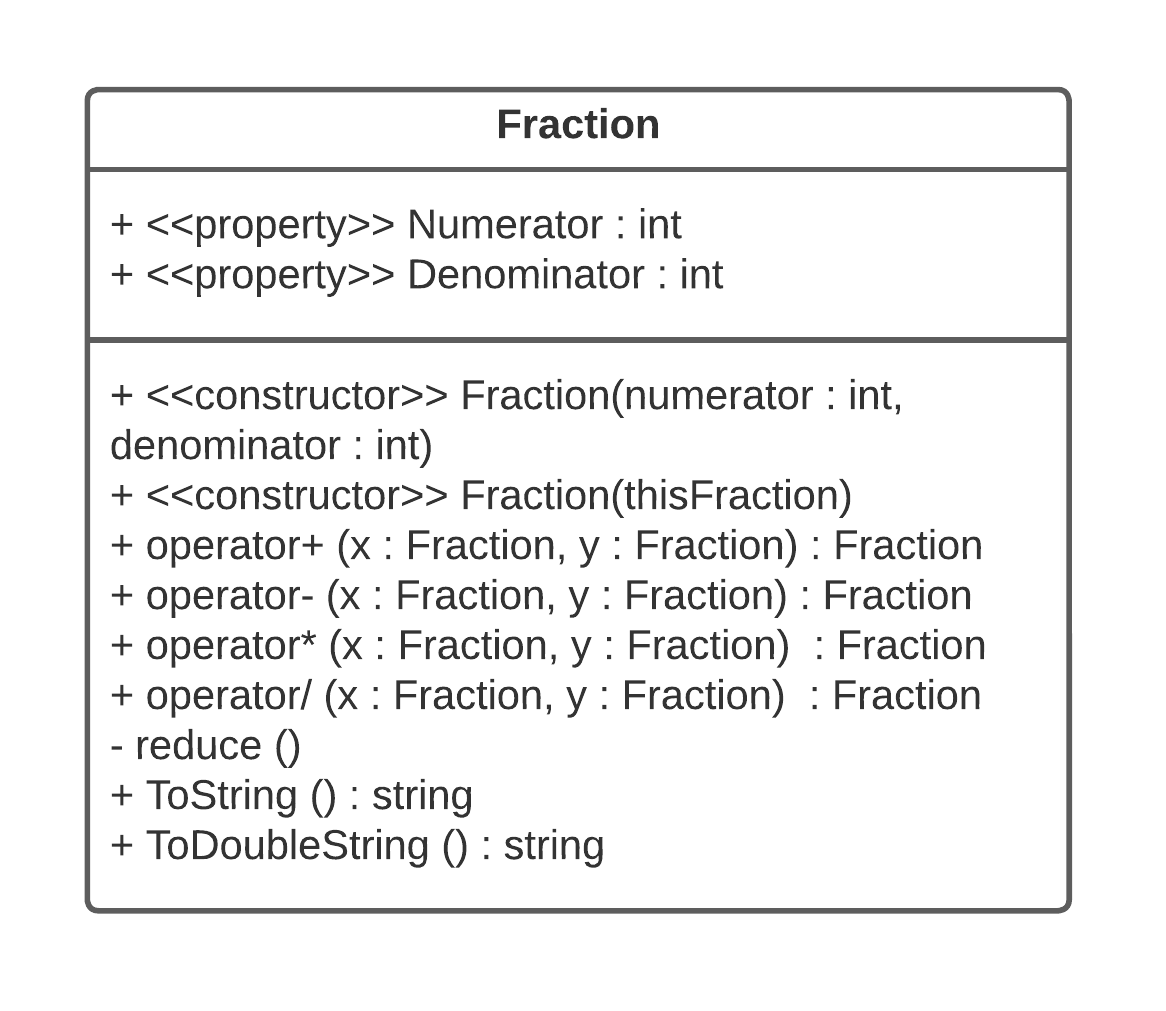 Fraction
+ <<property>> Numerator : int
+ <<property>> Denominator : int
+ <<constructor>> Fraction(numerator : int,
denominator : int)
+ <<constructor>> Fraction(thisFraction)
+ operator+ (x : Fraction, y : Fraction) : Fraction
+ operator- (x : Fraction, y : Fraction) : Fraction
+ operator* (x : Fraction, y : Fraction)  : Fraction
+ operator/ (x : Fraction, y : Fraction)  : Fraction
- reduce ()
+ ToString () : string
+ ToDoubleString () : string